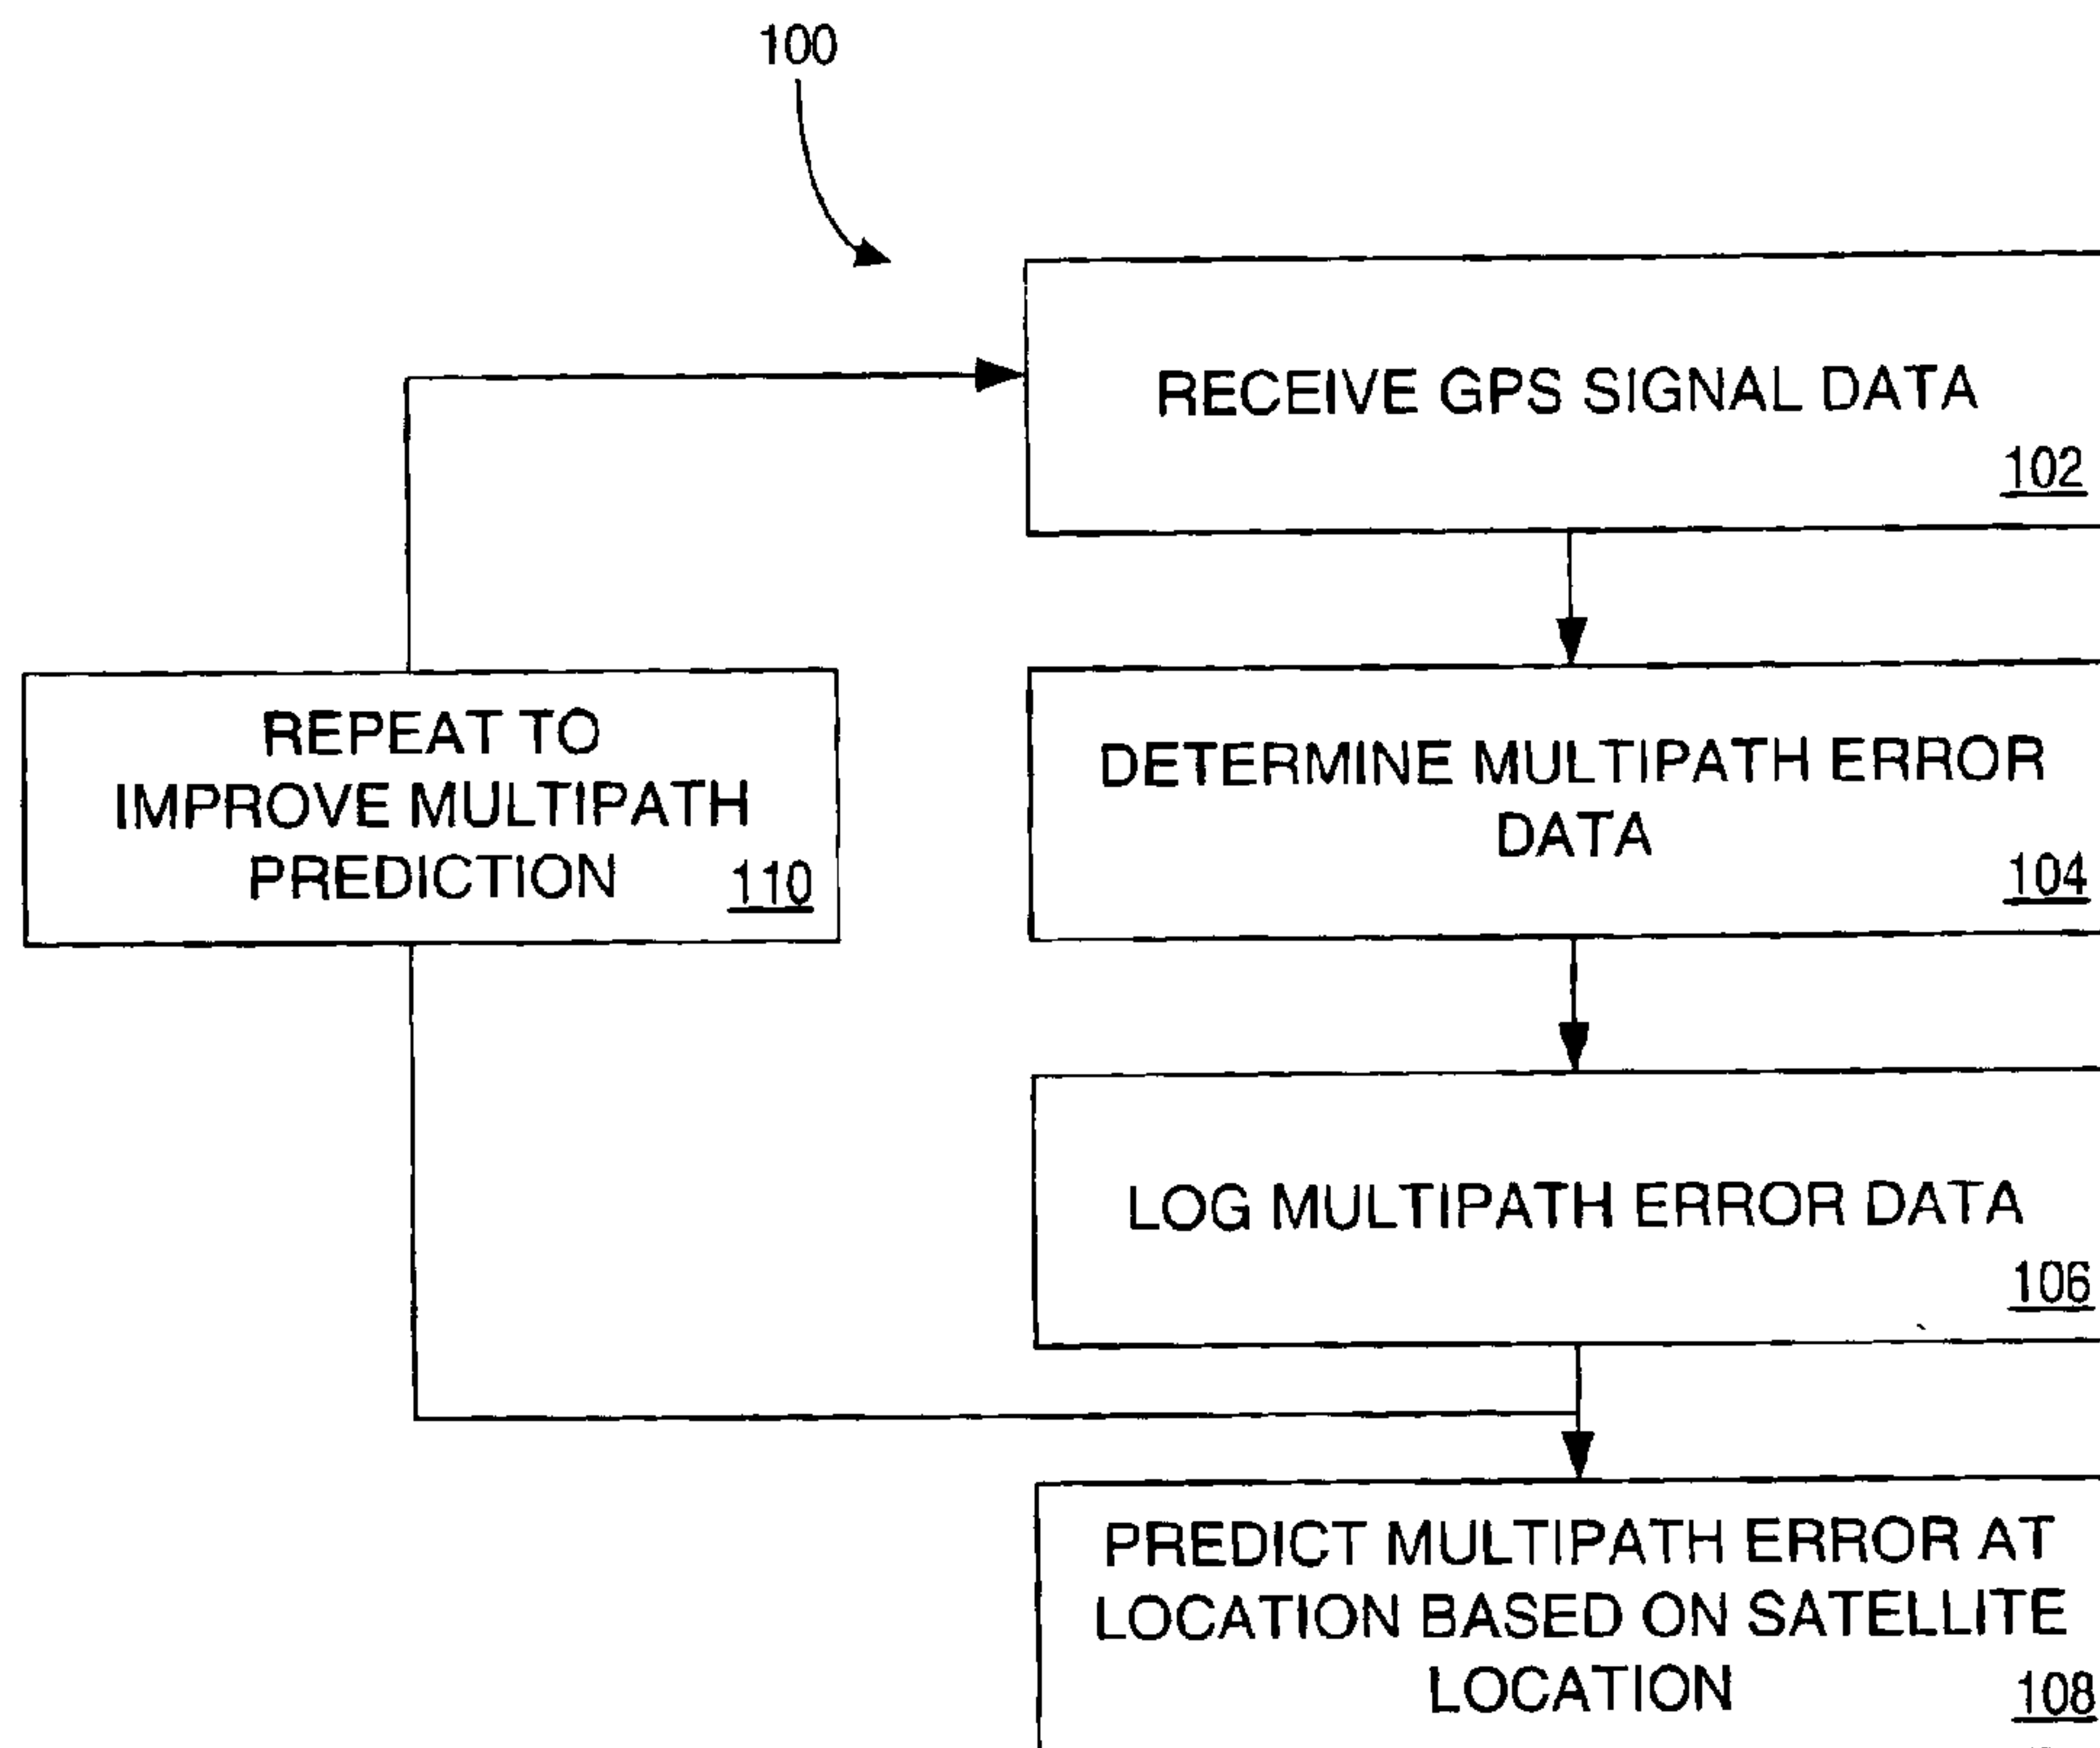 100
RECEIVE GPS SIGNAL DATA
102
REPEAT TO
IMPROVE MULTIPATH
PREDICTION
110
DETERMINE MULTIPATH ERROR
DATA
104
LOG MULTIPATH ERROR DATA
106
PREDICT MULTIPATH ERROR AT
LOCATION BASED ON SATELLITE
LOCATION
108